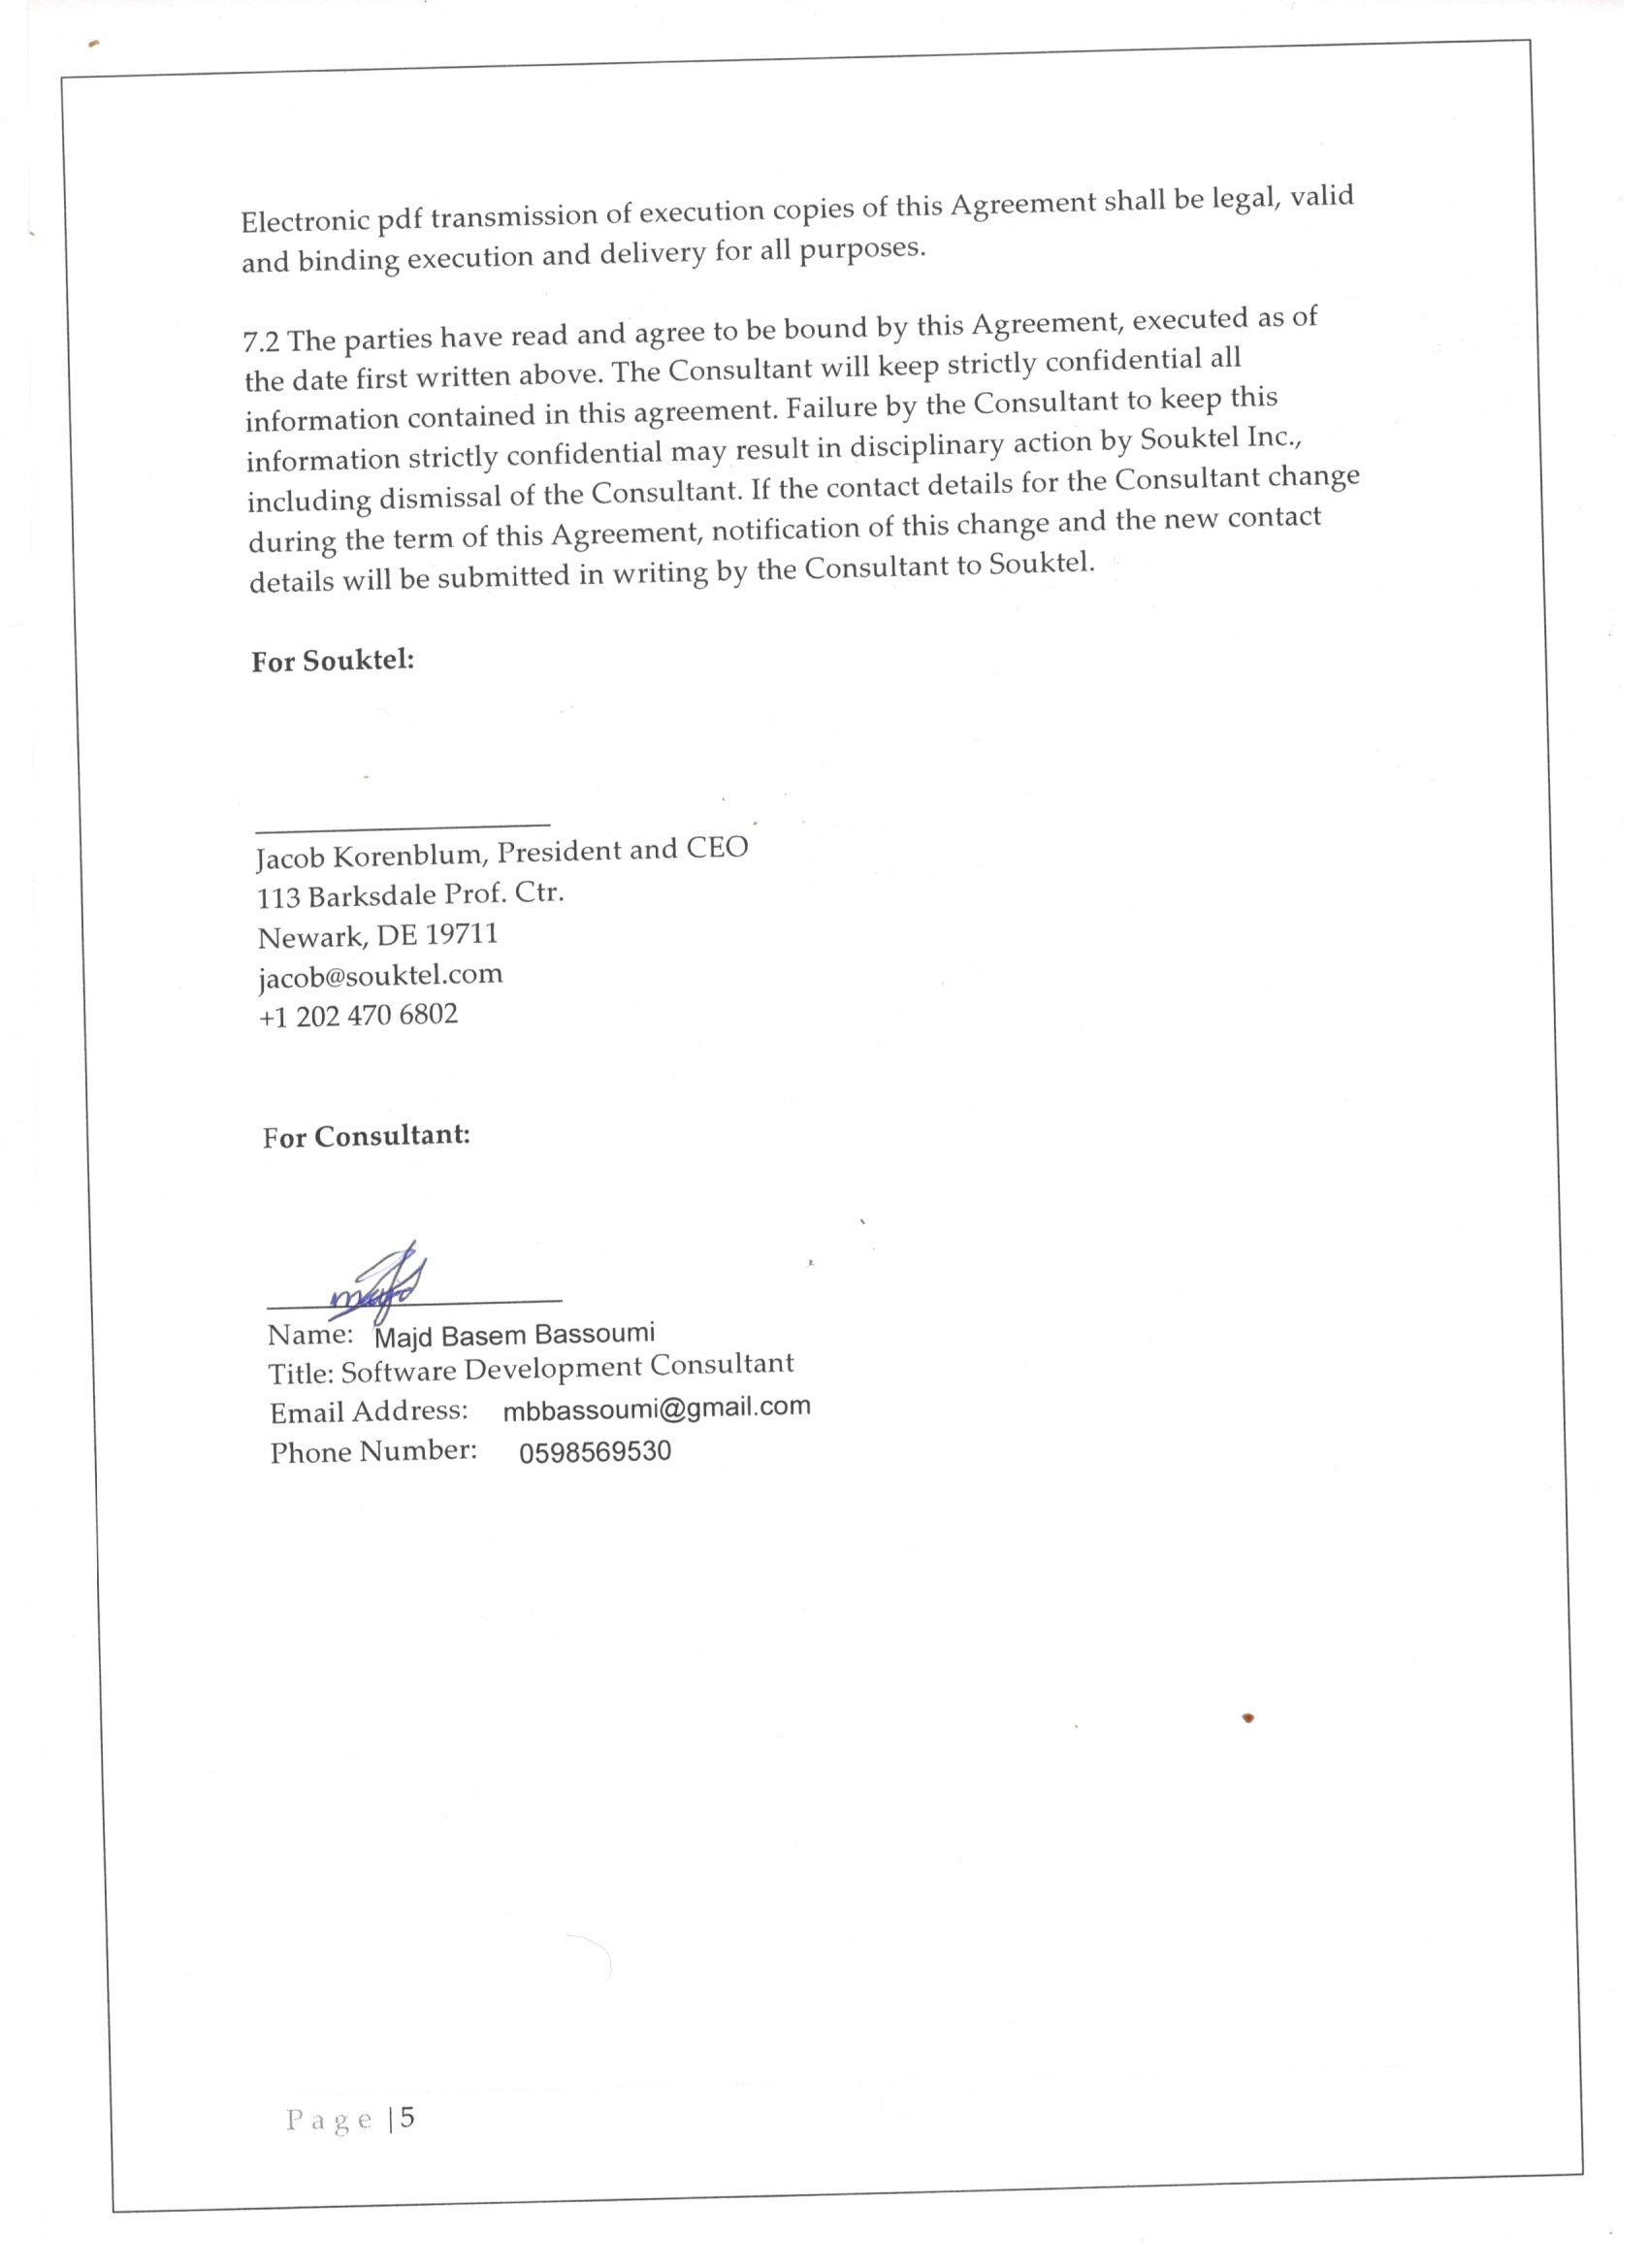 Electronic pdf transmission of execution copies of this Agreement shall be legal, valid
and binding execution and delivery for all purposes.
7.2 The parties have read and agree to be bound by this Agreement, executed as of
the date first written above. The Consultant will keep strictly confidential all
information contained in this agreement. Failure by the Consultant to keep this
information strictly confidential may result in disciplinary action by Souktel Inc.,
including dismissal of the Consultant. If the contact details for the Consultant change
during the term of this Agreement, notification of this change and the new contact
details will be submitted in writing by the Consultant to Souktel.
For Souktel:
Jacob Korenblum, President and CEO
113 Barksdale Prof. Ctr.
Newark, DE 19711
jacob@souktel.com
+1 202 470 6802
For Consultant:
Name: Majd Basem Bassoumi
Title: Software Development Consultant
Email Address: mbbassoumi@gmail.com
Phone Number: 0598569530
Page |5